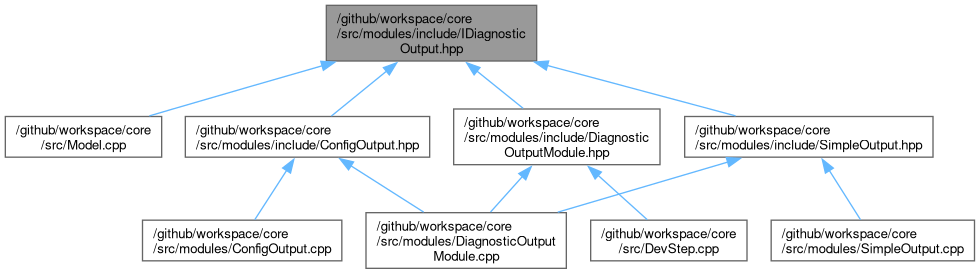 /github/workspace/core
/src/modules/include/IDiagnostic
Output.hpp
/github/workspace/core
/src/Model.cpp
/github/workspace/core
/src/modules/include/ConfigOutput.hpp
/github/workspace/core
/src/modules/include/Diagnostic
OutputModule.hpp
/github/workspace/core
/src/modules/include/SimpleOutput.hpp
/github/workspace/core
/src/modules/ConfigOutput.cpp
/github/workspace/core
/src/modules/DiagnosticOutput
Module.cpp
/github/workspace/core
/src/DevStep.cpp
/github/workspace/core
/src/modules/SimpleOutput.cpp